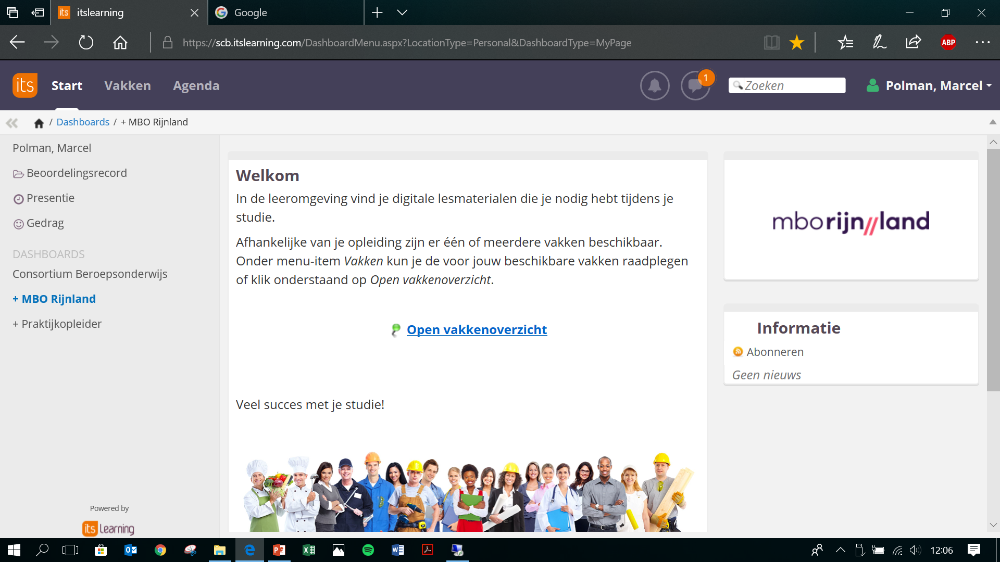 its itslearning
Google
https://scb.itslearning.com/DashboardMenu.aspx?LocationType=Personal&DashboardType=MyPage
ABP
its
Start
Vakken
Agenda
1
Zoeken
Polman, Marcel
/ Dashboards / + MBO Rijnland
Polman, Marcel
Beoordelingsrecord
Presentie
Gedrag
DASHBOARDS
Consortium Beroepsonderwijs
+ MBO Rijnland
+ Praktijkopleider
Powered by
its Learning
Welkom
In de leeromgeving vind je digitale lesmaterialen die je nodig hebt tijdens je
studie.
Afhankelijke van je opleiding zijn er één of meerdere vakken beschikbaar.
Onder menu-item Vakken kun je de voor jouw beschikbare vakken raadplegen
of klik onderstaand op Open vakkenoverzicht.
Open vakkenoverzicht
Veel succes met je studie!
mborijn//land
Informatie
Abonneren
Geen nieuws
12:06